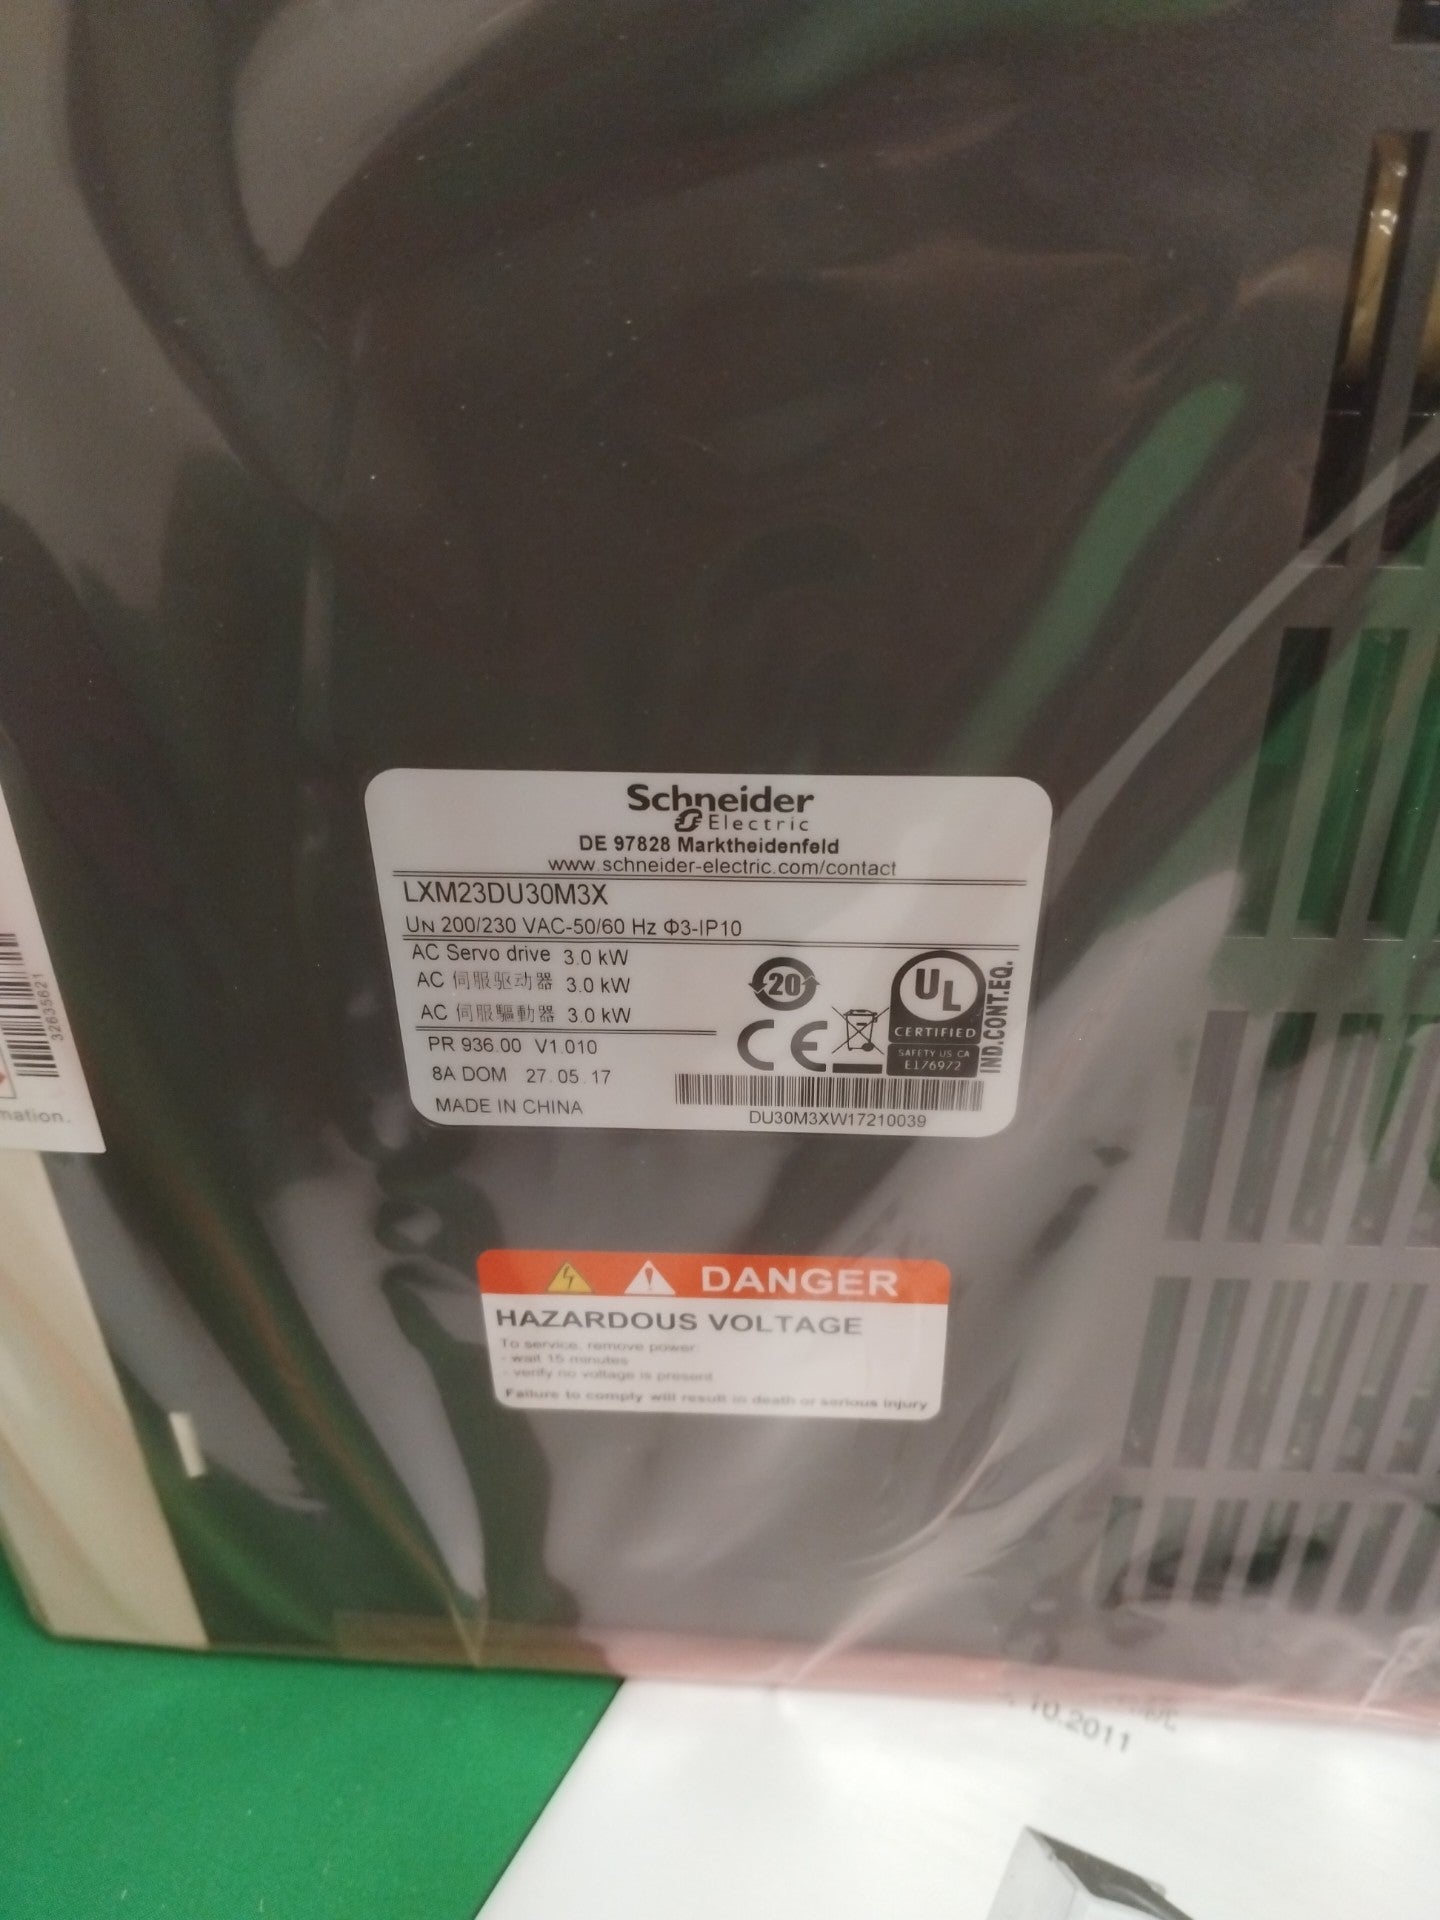 Schneider
Electric
DE 97828 Marktheidenfeld
www.schneider-electric.com/contact
LXM23DU30M3X
UN 200/230 VAC-50/60 Hz Φ3-IP10
AC Servo drive 3.0 kW
AC 伺服驱动器 3.0 kW
AC 伺服驅動器 3.0 kW
PR 936.00 V1.010
8A DOM 27.05.17
MADE IN CHINA
20
CE
UL
CERTIFIED
SAFETY US CA
E176972
IND.CONT.EQ.
DU30M3XW17210039
DANGER
HAZARDOUS VOLTAGE
To service, remove power:
- wait 15 minutes
- verify no voltage is present
Failure to comply will result in death or serious injury
32635621
mation.
10.2011